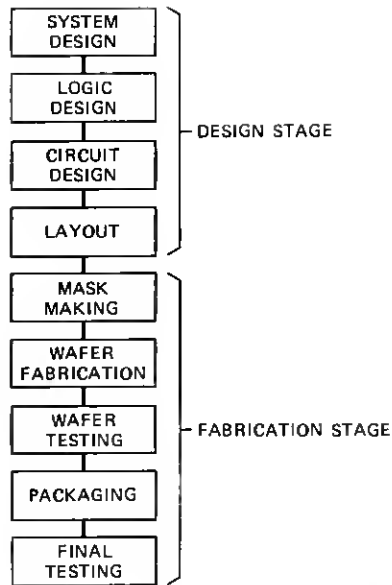 SYSTEM
DESIGN
LOGIC
DESIGN
CIRCUIT
DESIGN
LAYOUT
DESIGN STAGE
MASK
MAKING
WAFER
FABRICATION
WAFER
TESTING
PACKAGING
FINAL
TESTING
FABRICATION STAGE